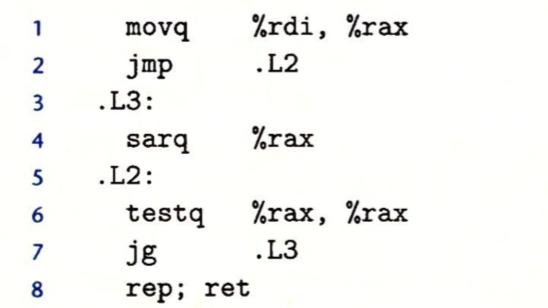 1 movq %rdi, %rax
2 jmp .L2
3 .L3:
4 sarq %rax
5 .L2:
6 testq %rax, %rax
7 jg .L3
8 rep; ret